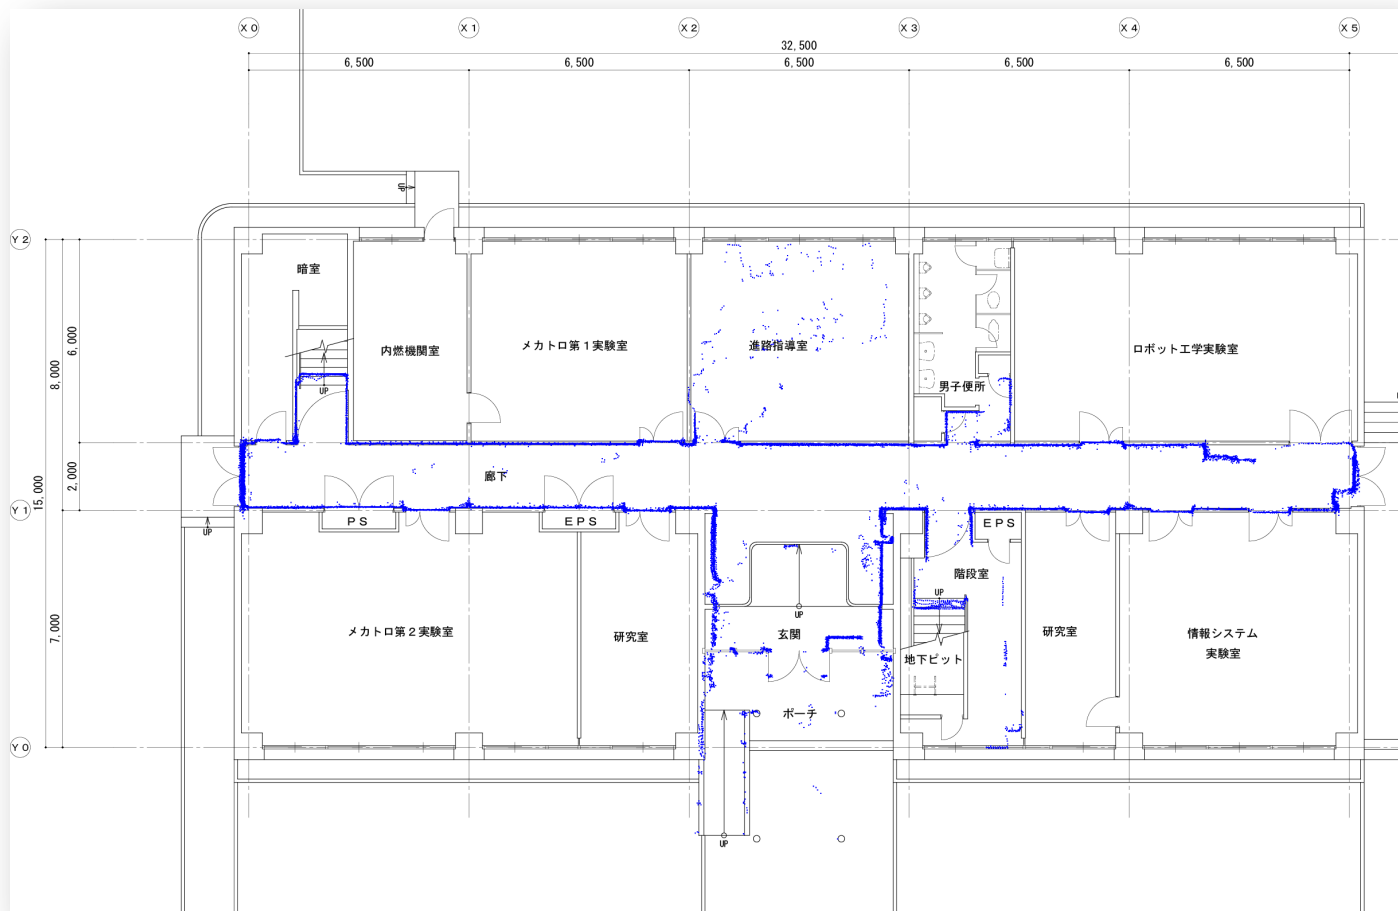 X0 X1 X2 X3 X4 X5
32,500
6,500 6,500 6,500 6,500 6,500
UP
Y2
暗室
内燃機関室
メカトロ第1実験室
進路指導室
男子便所
ロボット工学実験室
6,000
8,000
UP
廊下
2,000
15,000
Y1
UP
PS
EPS
EPS
階段室
UP
UP
7,000
メカトロ第2実験室
研究室
玄関
地下ピット
研究室
情報システム
実験室
ポーチ
Y0
UP